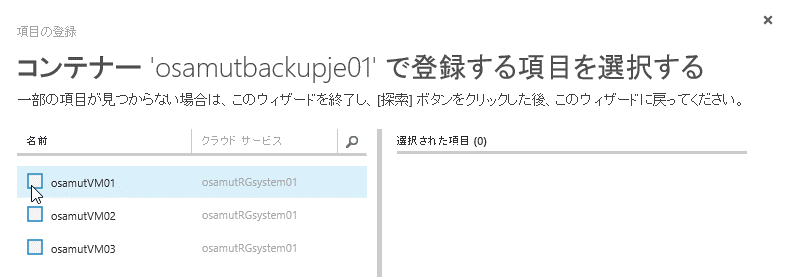 項目の登録
コンテナー 'osamutbackupje01' で登録する項目を選択する
一部の項目が見つからない場合は、このウィザードを終了し、[探索] ボタンをクリックした後、このウィザードに戻ってください。
名前 クラウド サービス 選択された項目 (0)
osamutVM01 osamutRGsystem01
osamutVM02 osamutRGsystem01
osamutVM03 osamutRGsystem01